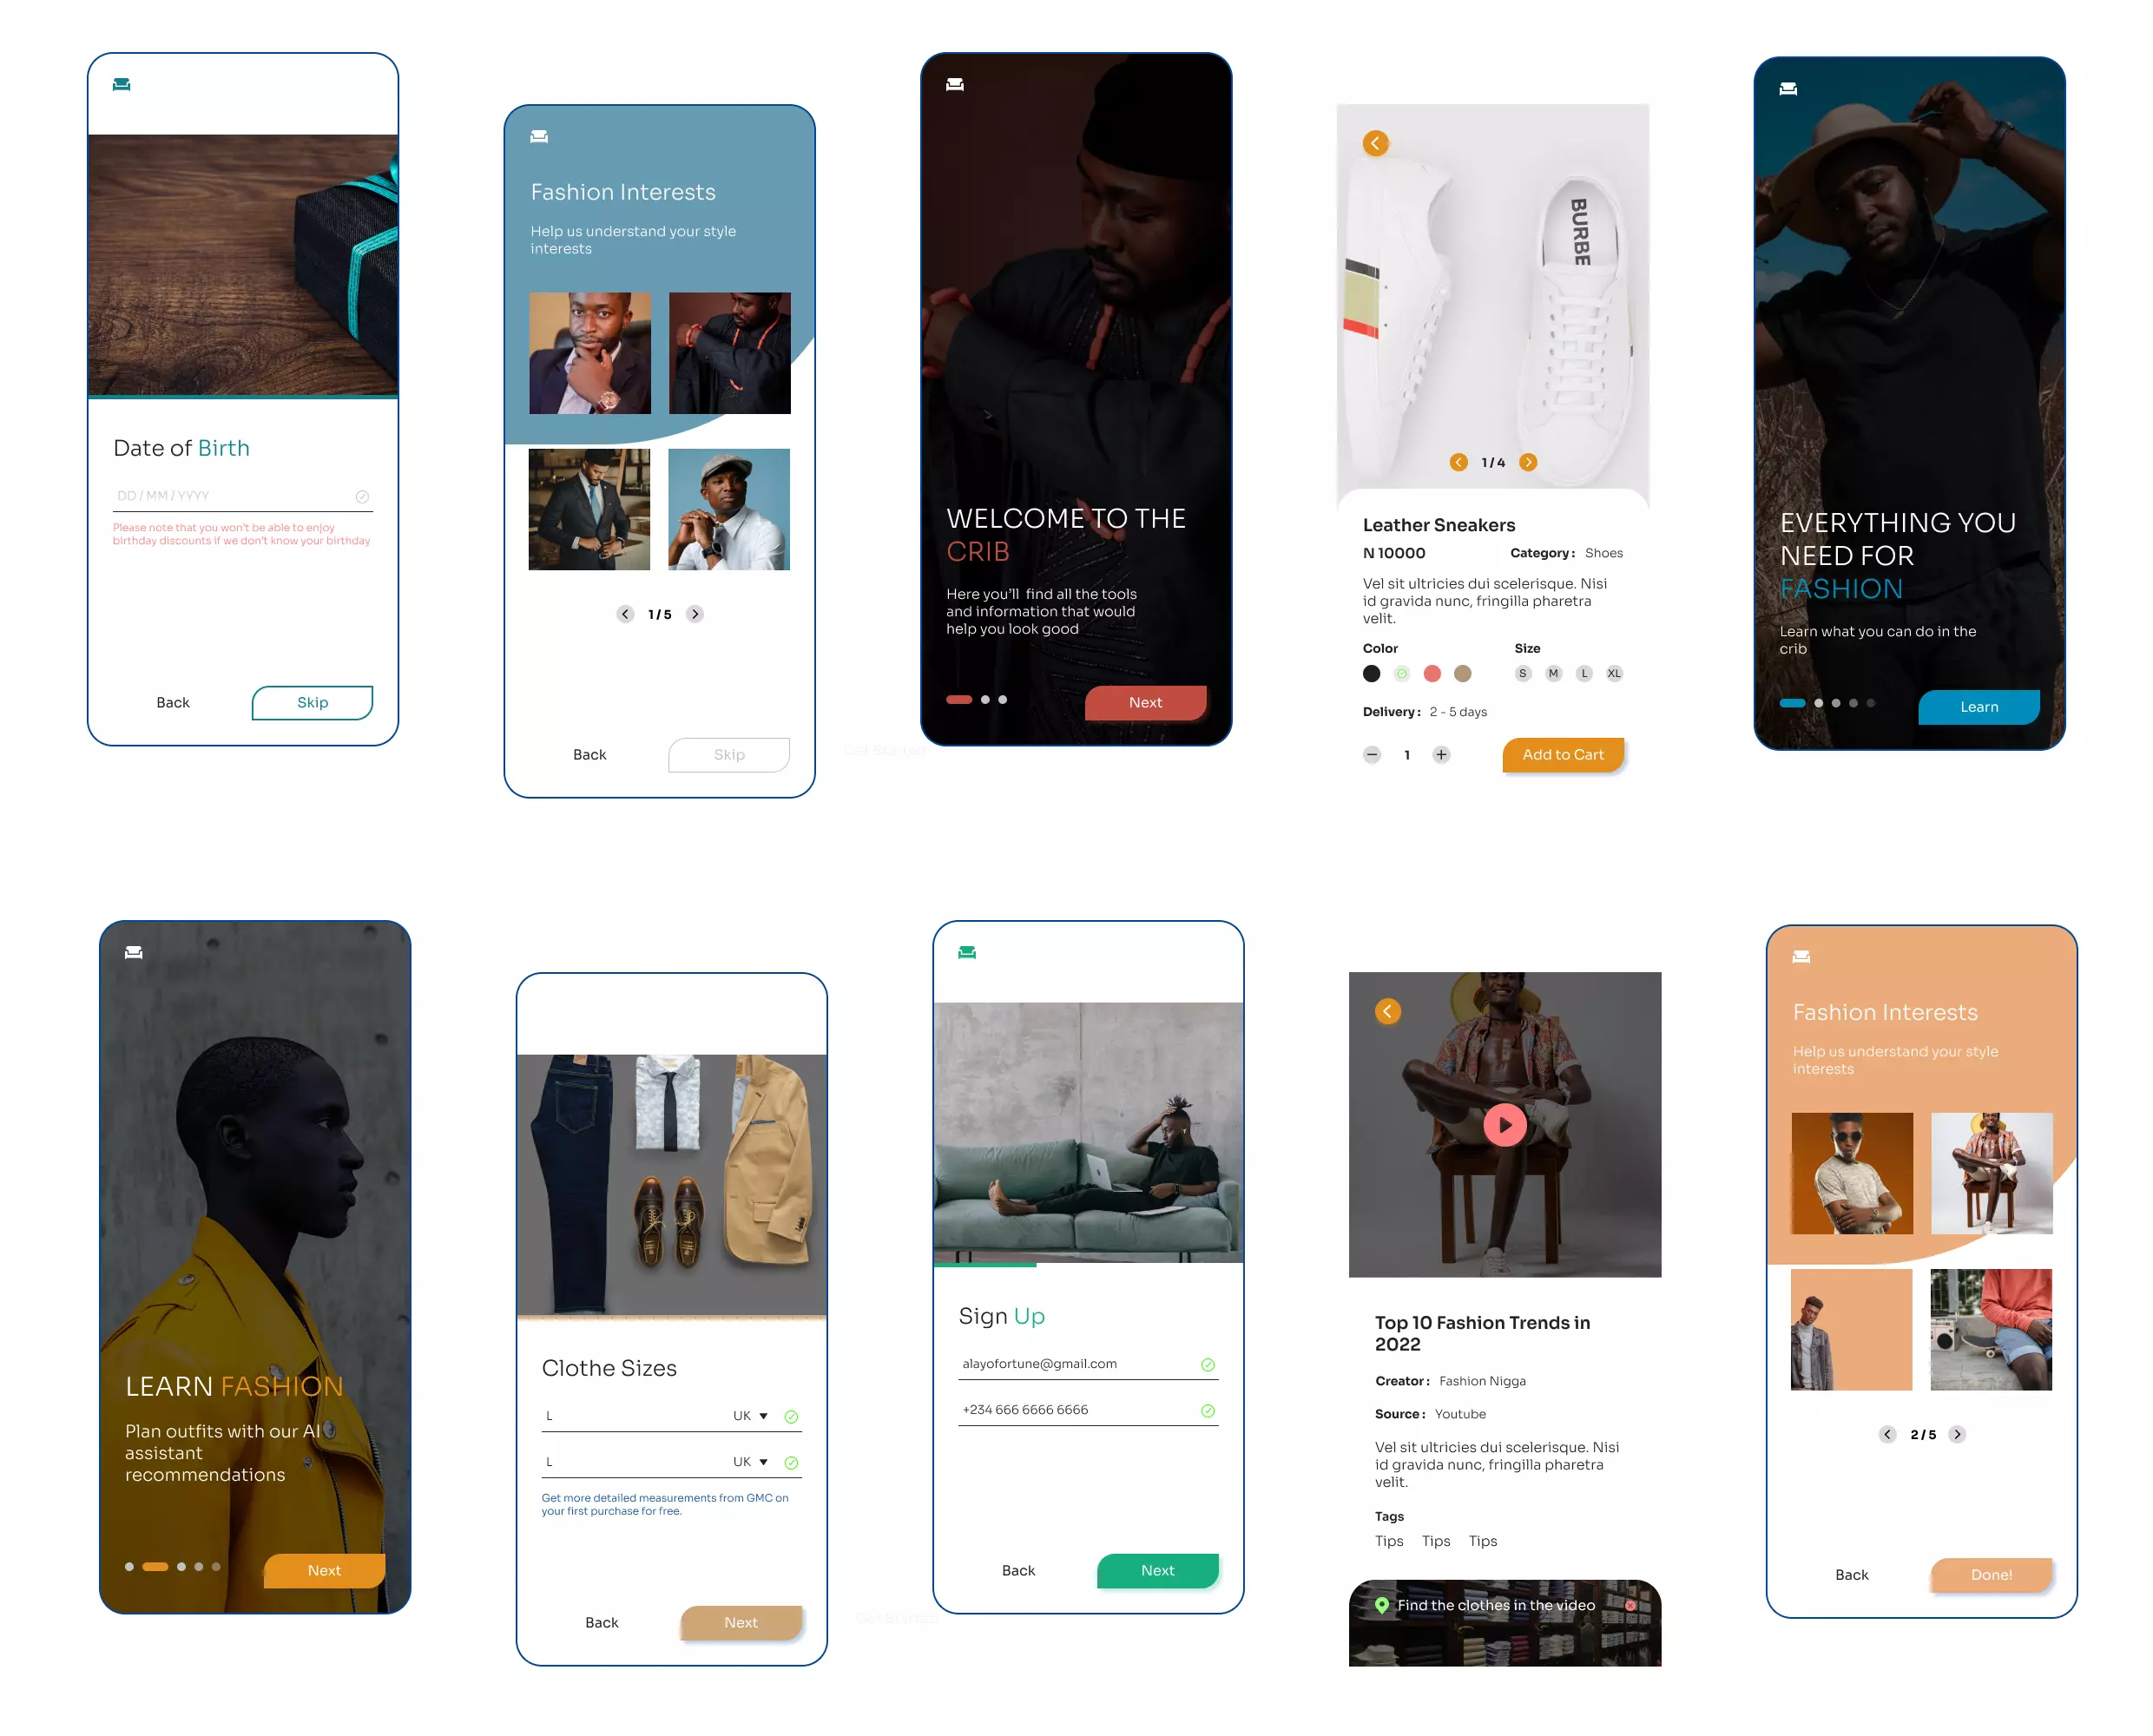 Date of Birth
DD / MM / YYYY
Please note that you won't be able to enjoy
birthday discounts if we don't know your birthday
Back
Skip
Fashion Interests
Help us understand your style
interests
1 / 5
Back
Skip
WELCOME TO THE
CRIB
Here you'll find all the tools
and information that would
help you look good
Next
Get Started
BURBE
1 / 4
Leather Sneakers
N 10000
Category : Shoes
Vel sit ultricies dui scelerisque. Nisi
id gravida nunc, fringilla pharetra
velit.
Color
Size
S M L XL
Delivery : 2 - 5 days
1
Add to Cart
EVERYTHING YOU
NEED FOR
FASHION
Learn what you can do in the
crib
Learn
LEARN FASHION
Plan outfits with our AI
assistant
recommendations
Next
Clothe Sizes
L UK
L UK
Get more detailed measurements from GMC on
your first purchase for free.
Back
Next
Sign Up
alayofortune@gmail.com
+234 666 6666 6666
Back
Next
Get Started
Top 10 Fashion Trends in
2022
Creator : Fashion Nigga
Source : Youtube
Vel sit ultricies dui scelerisque. Nisi
id gravida nunc, fringilla pharetra
velit.
Tags
Tips Tips Tips
Find the clothes in the video
Fashion Interests
Help us understand your style
interests
2 / 5
Back
Done!